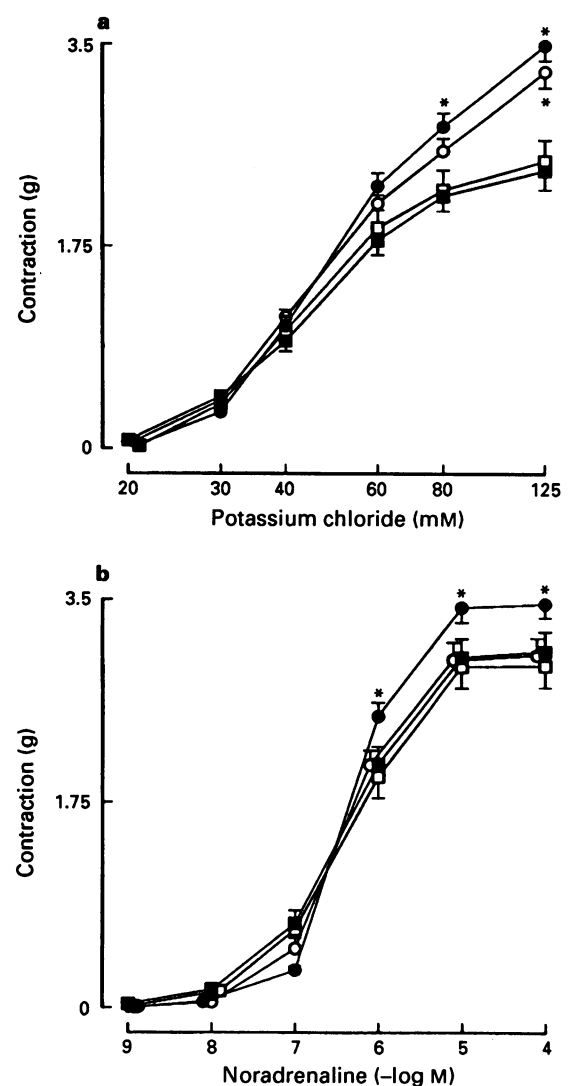 a
3.5
1.75
0
Contraction (g)
20 30 40 60 80 125
Potassium chloride (mM)
* * *
b
3.5
1.75
0
Contraction (g)
9 8 7 6 5 4
Noradrenaline (–log M)
* * *